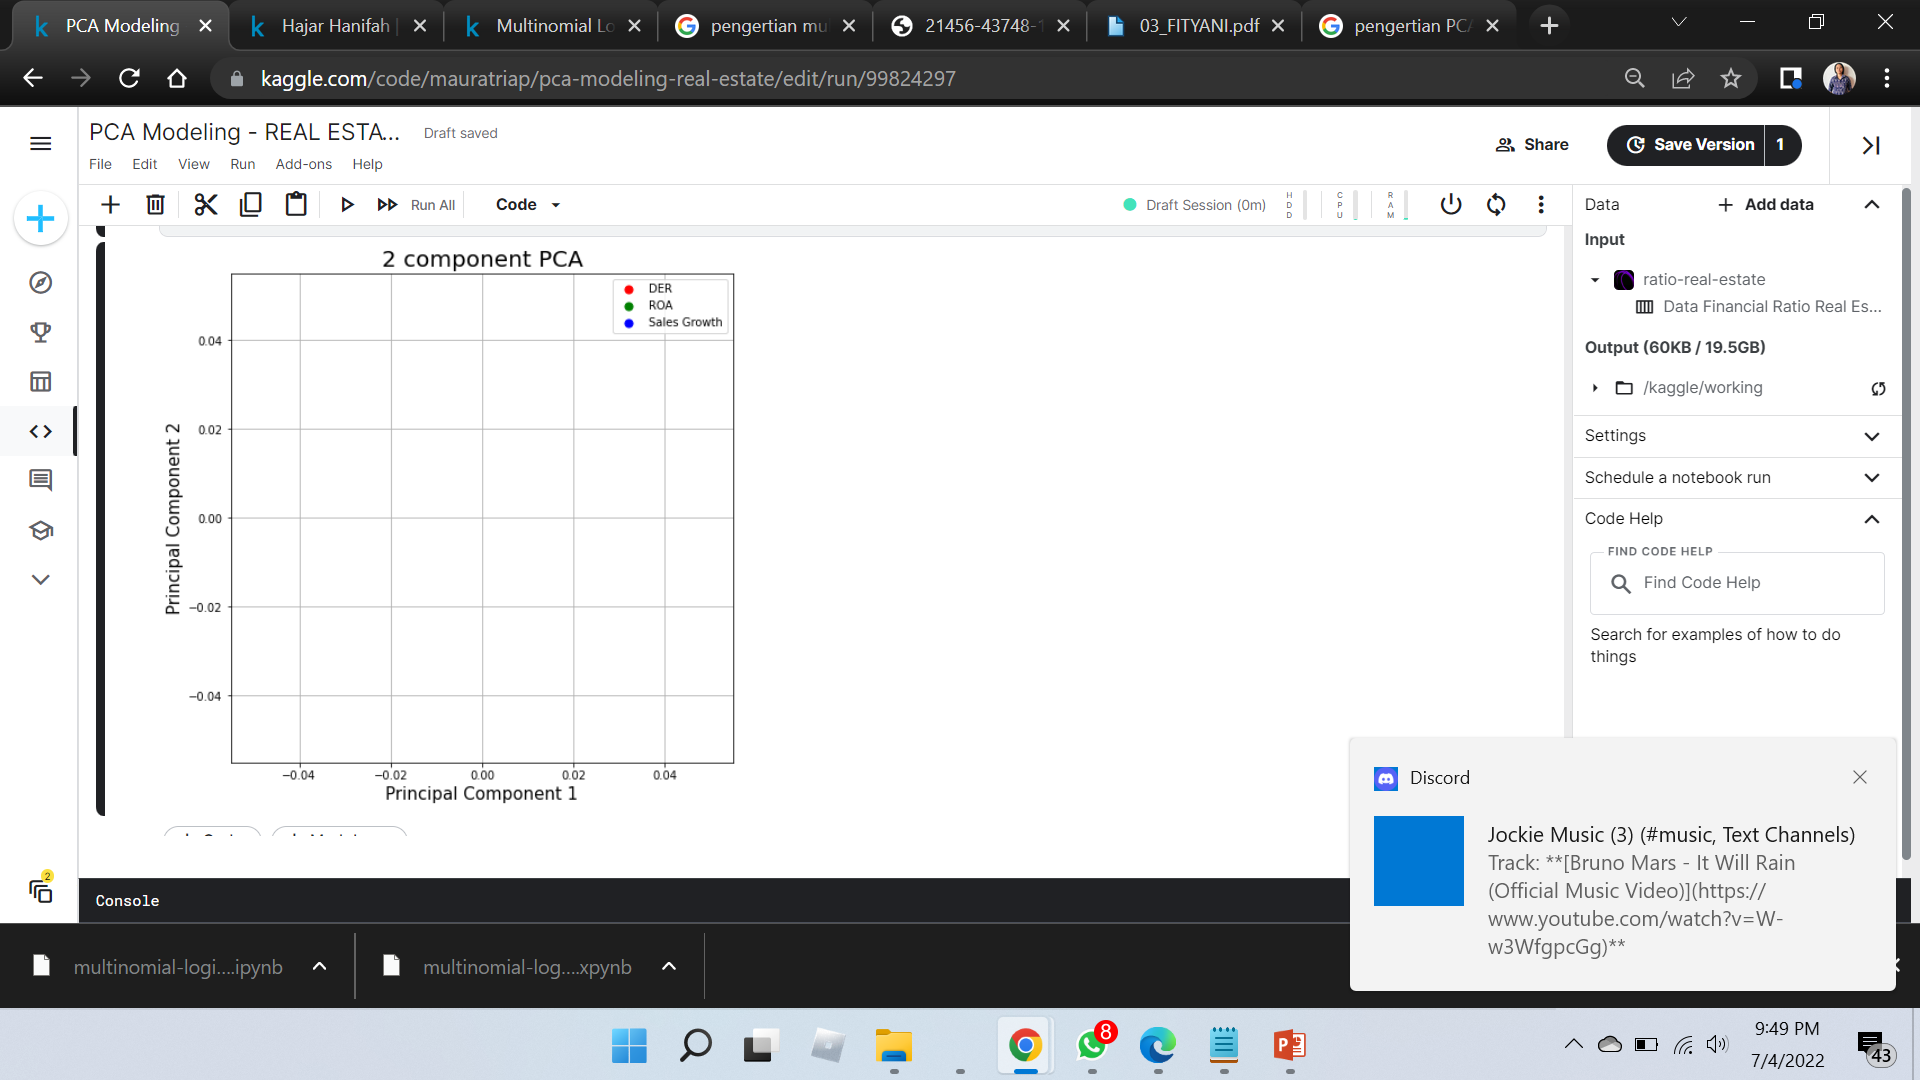 PCA Modeling
Hajar Hanifah |
Multinomial Lo
pengertian mu
21456-43748-1
03_FITYANI.pdf
pengertian PCA
kaggle.com/code/mauratriap/pca-modeling-real-estate/edit/run/99824297
PCA Modeling - REAL ESTA...
Draft saved
File Edit View Run Add-ons Help
Share
Save Version 1
Run All
Code
Draft Session (0m)
HDD
CPU
RAM
2 component PCA
DER
ROA
Sales Growth
0.04
0.02
0.00
−0.02
−0.04
Principal Component 2
−0.04 −0.02 0.00 0.02 0.04
Principal Component 1
Data
Add data
Input
ratio-real-estate
Data Financial Ratio Real Es...
Output (60KB / 19.5GB)
/kaggle/working
Settings
Schedule a notebook run
Code Help
FIND CODE HELP
Find Code Help
Search for examples of how to do
things
2
Console
Discord
Jockie Music (3) (#music, Text Channels)
Track: **[Bruno Mars - It Will Rain
(Official Music Video)](https://
www.youtube.com/watch?v=W-
w3WfgpcGg)**
multinomial-logi....ipynb
multinomial-log....xpynb
8
9:49 PM
7/4/2022
43